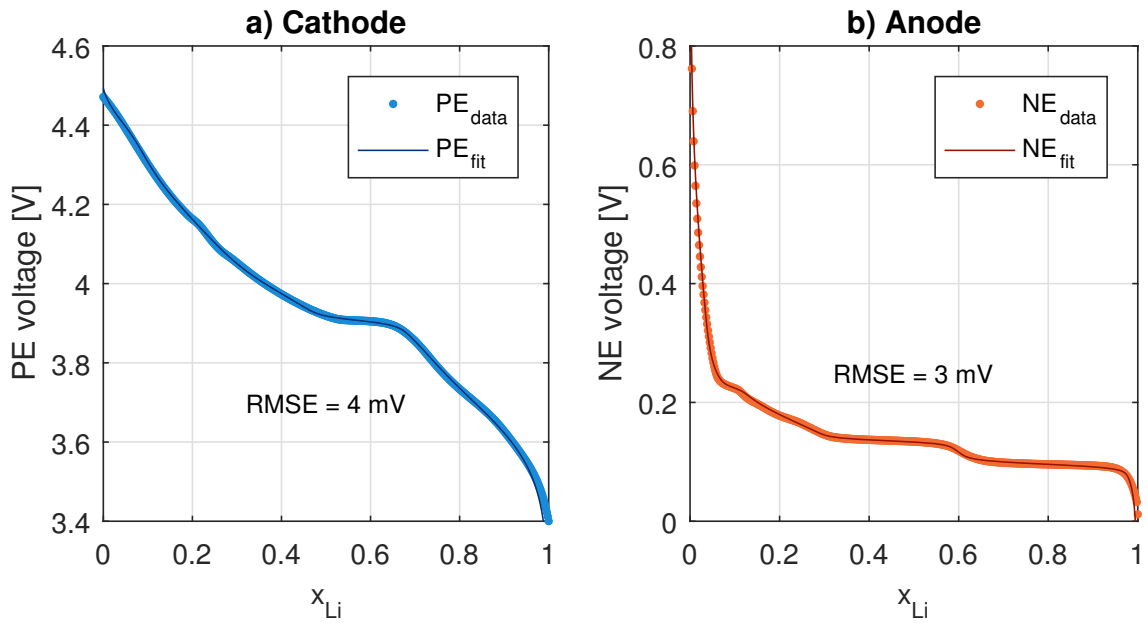 a) Cathode
PE voltage [V]
4.6
4.4
4.2
4
3.8
3.6
3.4
PE_data
PE_fit
RMSE = 4 mV
0
0.2
0.4
0.6
0.8
1
x_Li
b) Anode
NE voltage [V]
0.8
0.6
0.4
0.2
0
NE_data
NE_fit
RMSE = 3 mV
0
0.2
0.4
0.6
0.8
1
x_Li